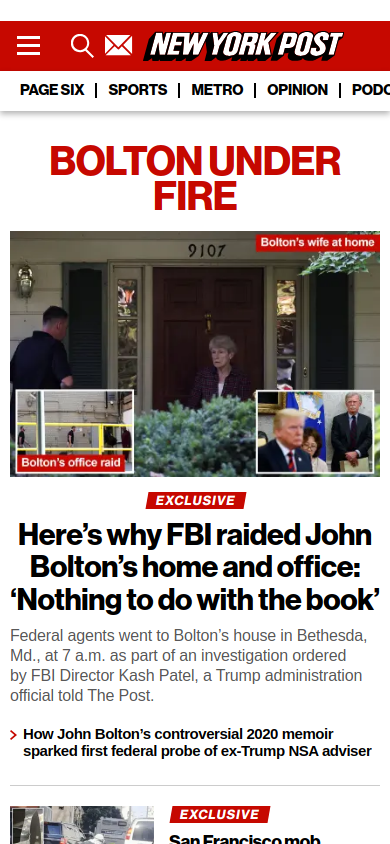 NEW YORK POST
PAGE SIX
SPORTS
METRO
OPINION
PODC
BOLTON UNDER
FIRE
Bolton's wife at home
9107
Bolton's office raid
EXCLUSIVE
Here’s why FBI raided John
Bolton’s home and office:
‘Nothing to do with the book’
Federal agents went to Bolton’s house in Bethesda,
Md., at 7 a.m. as part of an investigation ordered
by FBI Director Kash Patel, a Trump administration
official told The Post.
How John Bolton’s controversial 2020 memoir
sparked first federal probe of ex-Trump NSA adviser
EXCLUSIVE
San Francisco mob